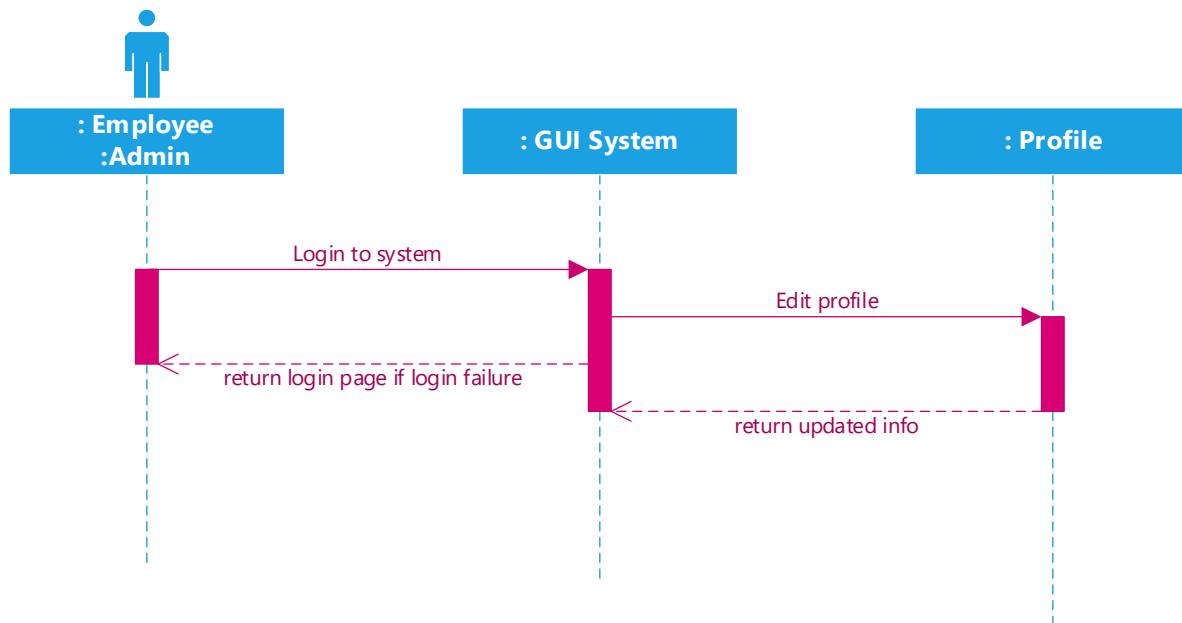 : Employee
:Admin
: GUI System
: Profile
Login to system
Edit profile
return login page if login failure
return updated info